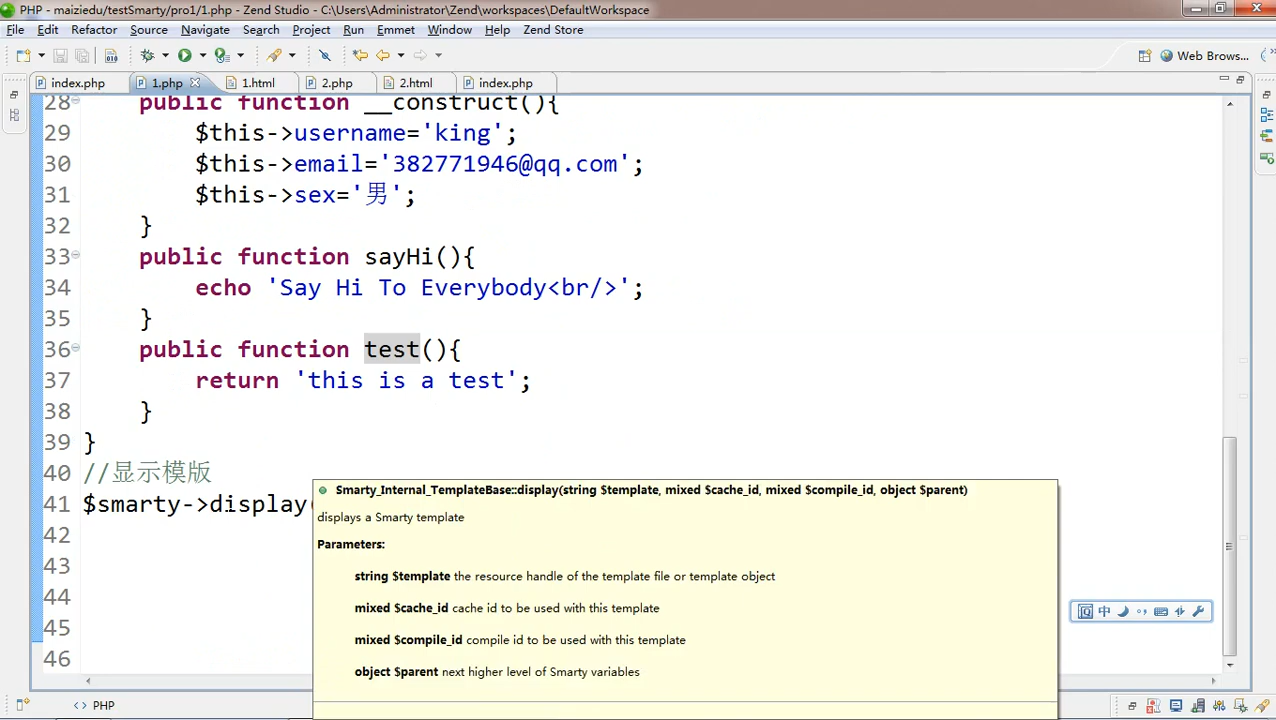 PHP - maiziedu/testSmarty/pro1/1.php - Zend Studio - C:\Users\Administrator\Zend\workspaces\DefaultWorkspace
File Edit Refactor Source Navigate Search Project Run Emmet Window Help Zend Store
Web Brows...
index.php 1.php 1.html 2.php 2.html index.php
28 public function __construct(){
29 $this->username='king';
30 $this->email='382771946@qq.com';
31 $this->sex='男';
32 }
33 public function sayHi(){
34 echo 'Say Hi To Everybody<br/>';
35 }
36 public function test(){
37 return 'this is a test';
38 }
39 }
40 //显示模版
41 $smarty->display(
42
43
44
45
46
Smarty_Internal_TemplateBase::display(string $template, mixed $cache_id, mixed $compile_id, object $parent)
displays a Smarty template
Parameters:
string $template the resource handle of the template file or template object
mixed $cache_id cache id to be used with this template
mixed $compile_id compile id to be used with this template
object $parent next higher level of Smarty variables
中
PHP